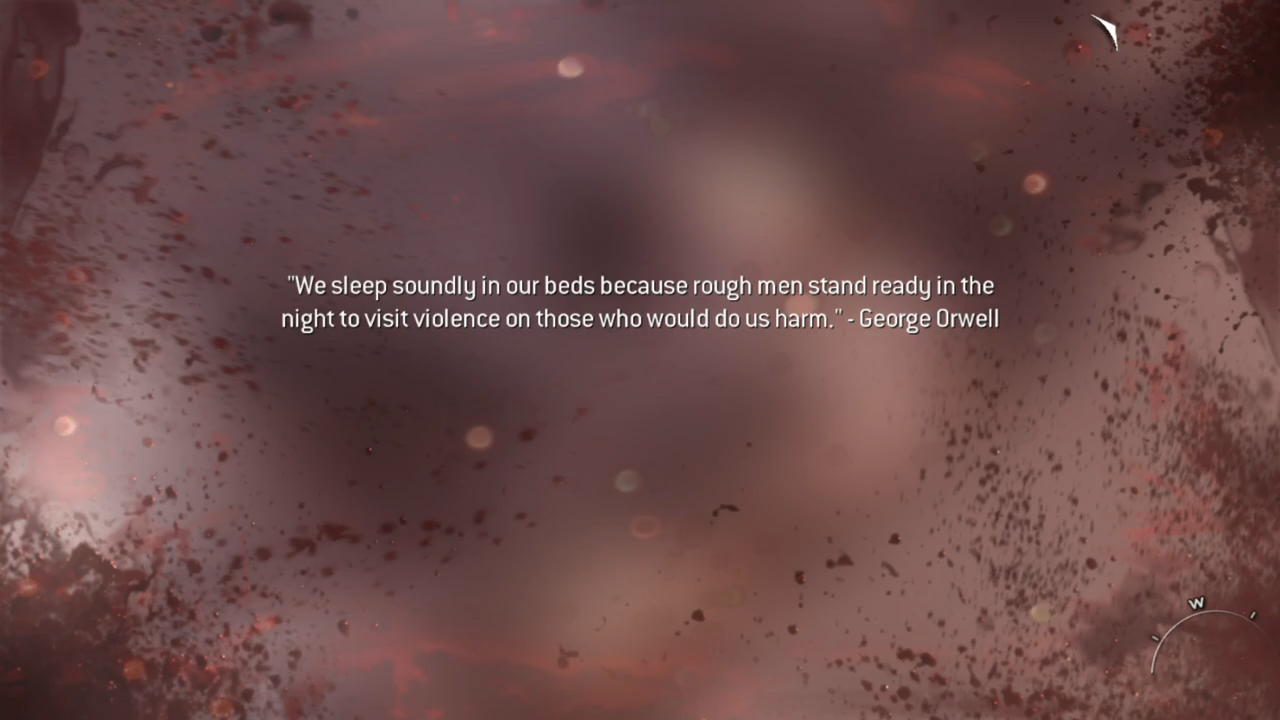 "We sleep soundly in our beds because rough men stand ready in the
night to visit violence on those who would do us harm." - George Orwell
W